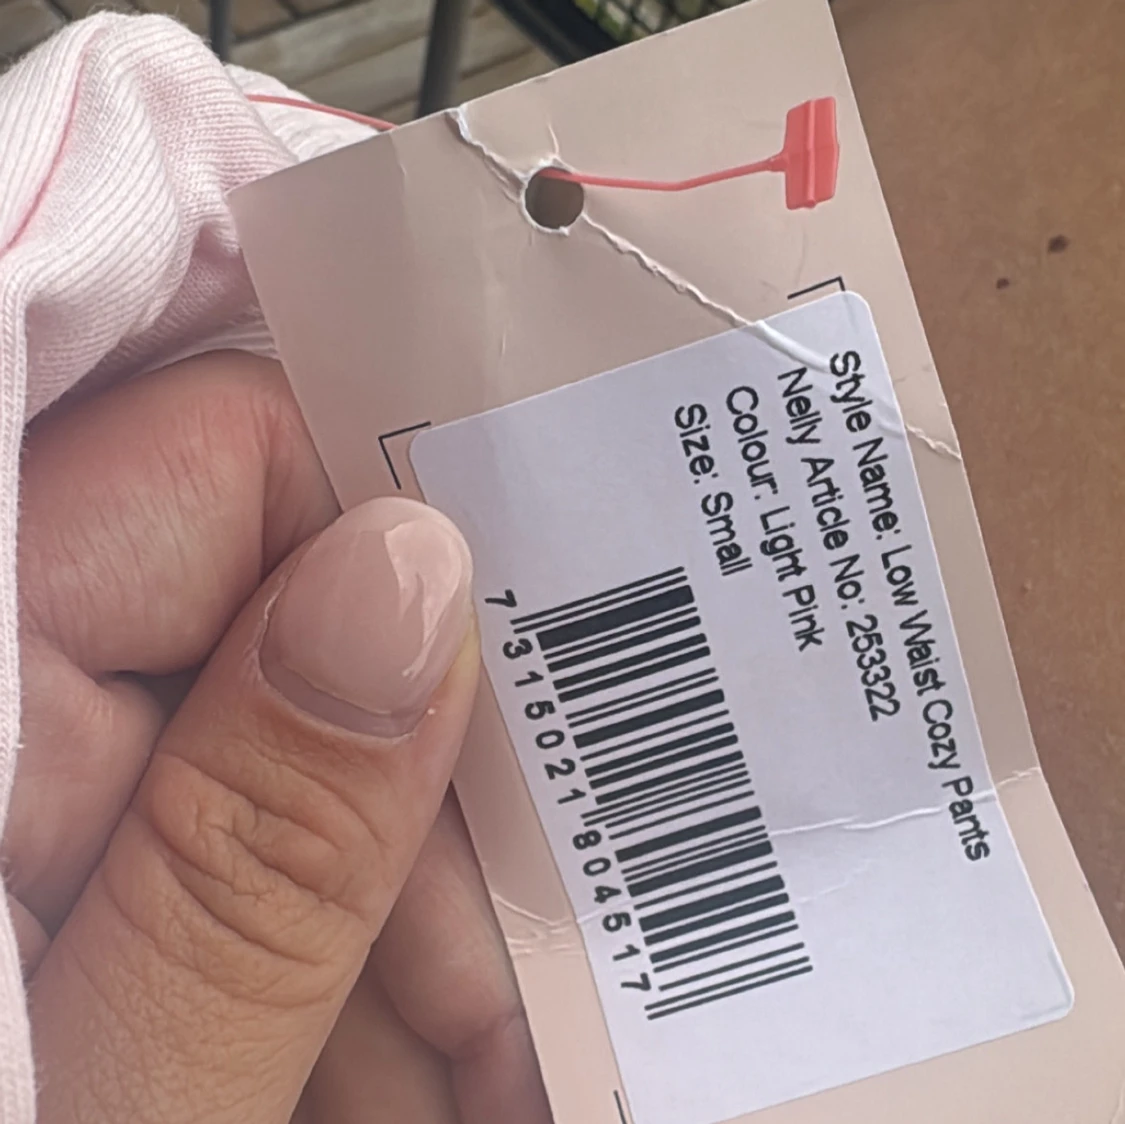 Style Name: Low Waist Cozy Pants
Nelly Article No: 253322
Colour: Light Pink
Size: Small
7 315021 804517